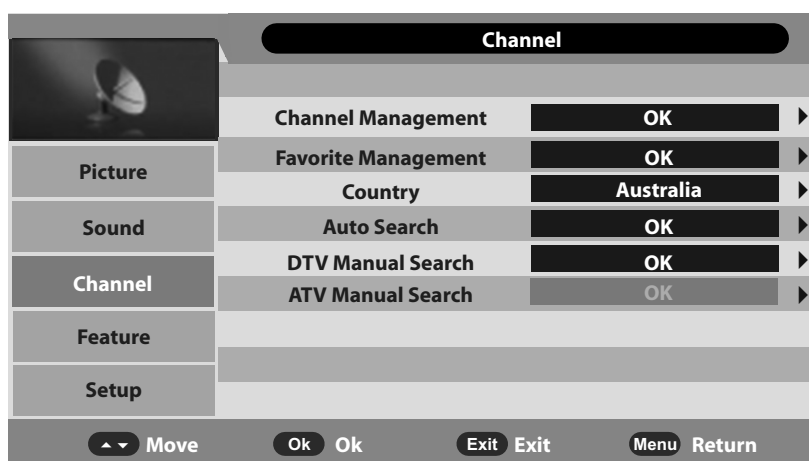 Channel
Channel Management OK
Favorite Management OK
Country Australia
Auto Search OK
DTV Manual Search OK
ATV Manual Search OK
Picture
Sound
Channel
Feature
Setup
Move Ok Ok Exit Exit Menu Return